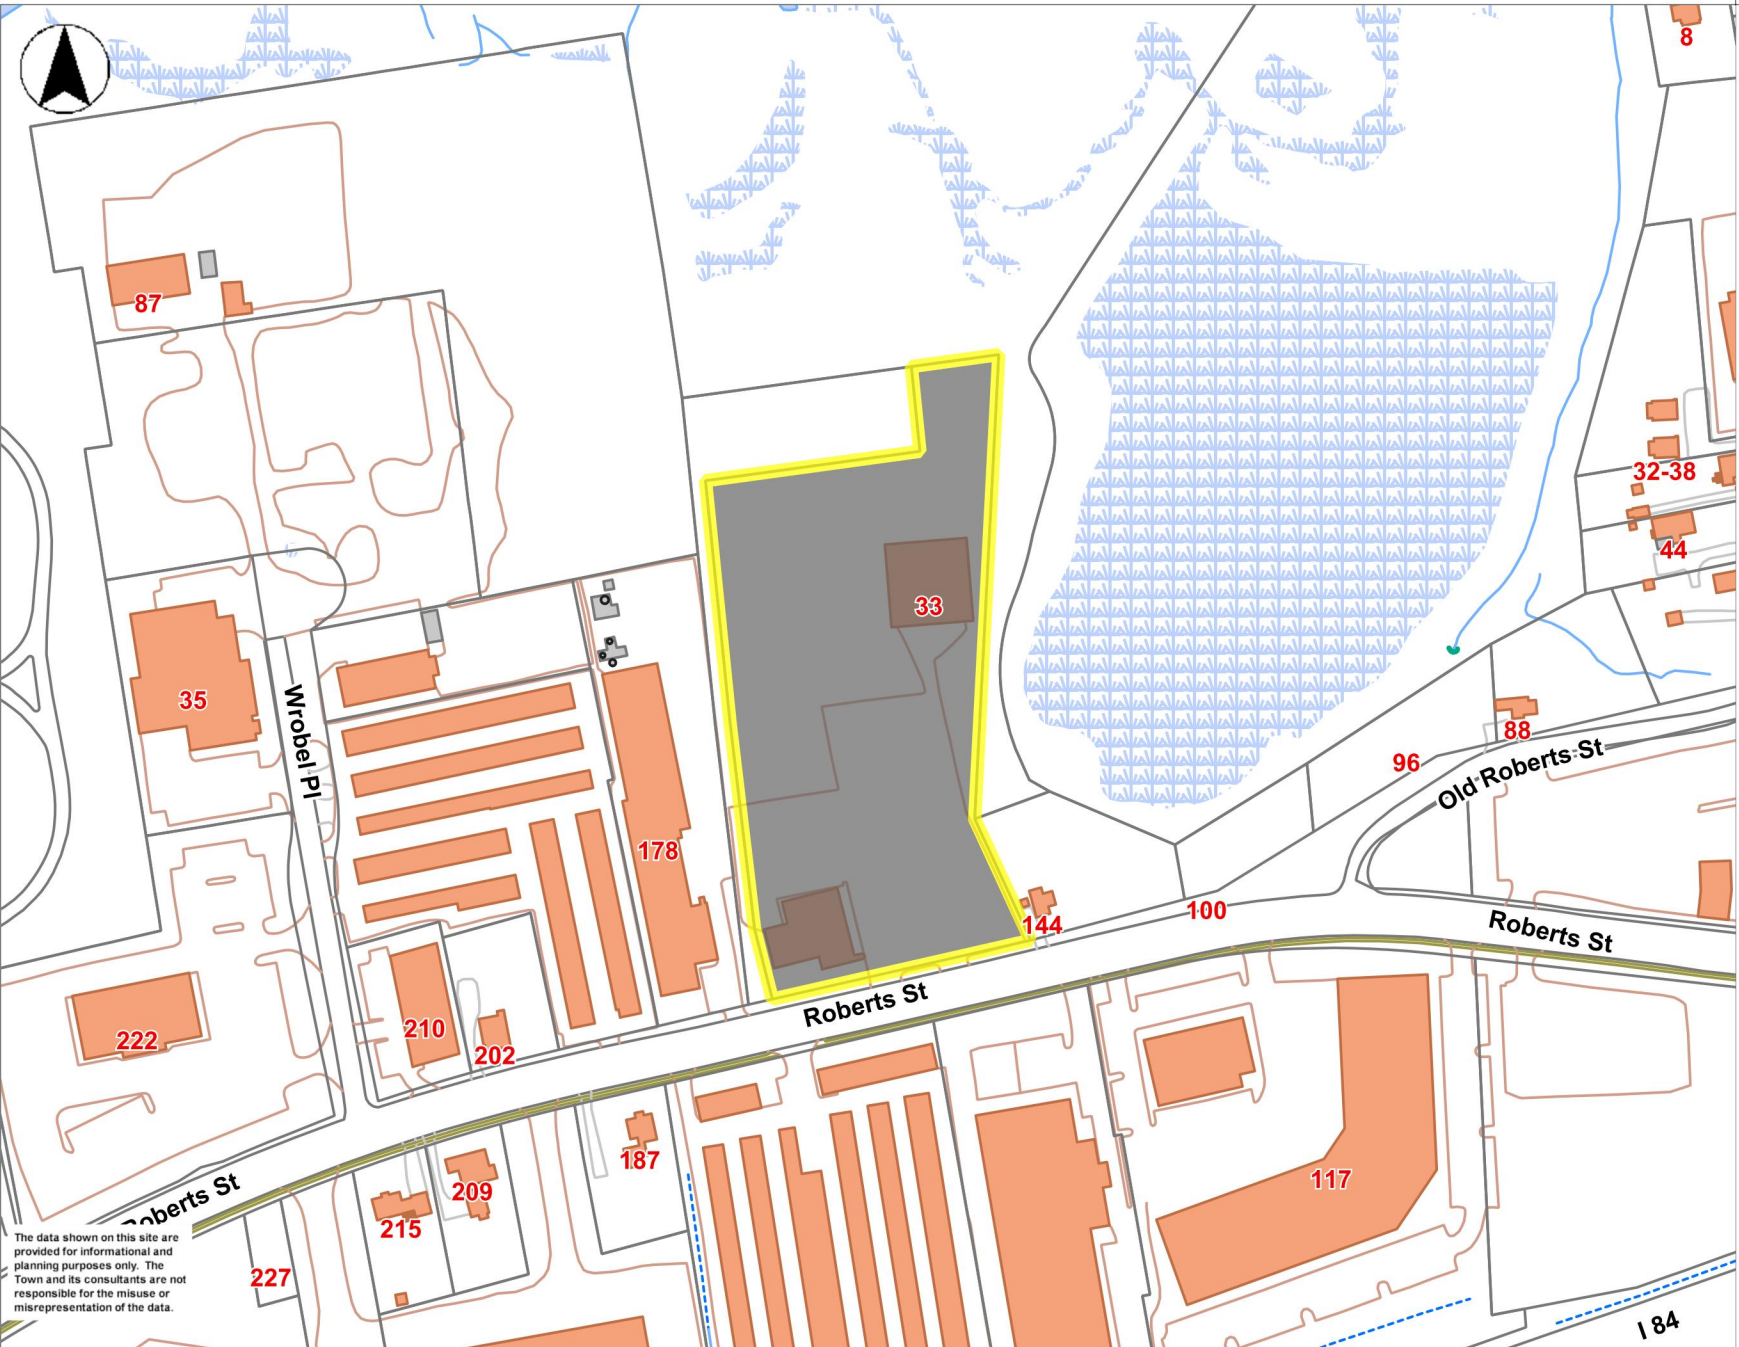 8
87
32-38
44
33
35
Wrobel Pl
88
Old Roberts St
96
178
100
144
Roberts St
Roberts St
210
222
202
187
117
209
215
Roberts St
227
The data shown on this site are
provided for informational and
planning purposes only. The
Town and its consultants are not
responsible for the misuse or
misrepresentation of the data.
I 84